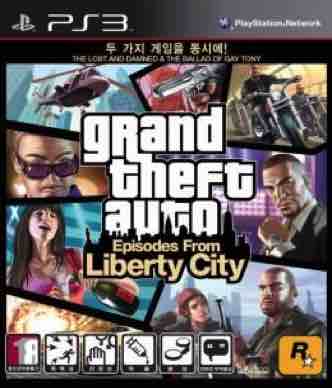 PS3
PlayStation Network
두 가지 게임을 동시에!
THE LOST AND DAMNED & THE BALLAD OF GAY TONY
grand
theft
auto
Episodes From
Liberty City
18
R